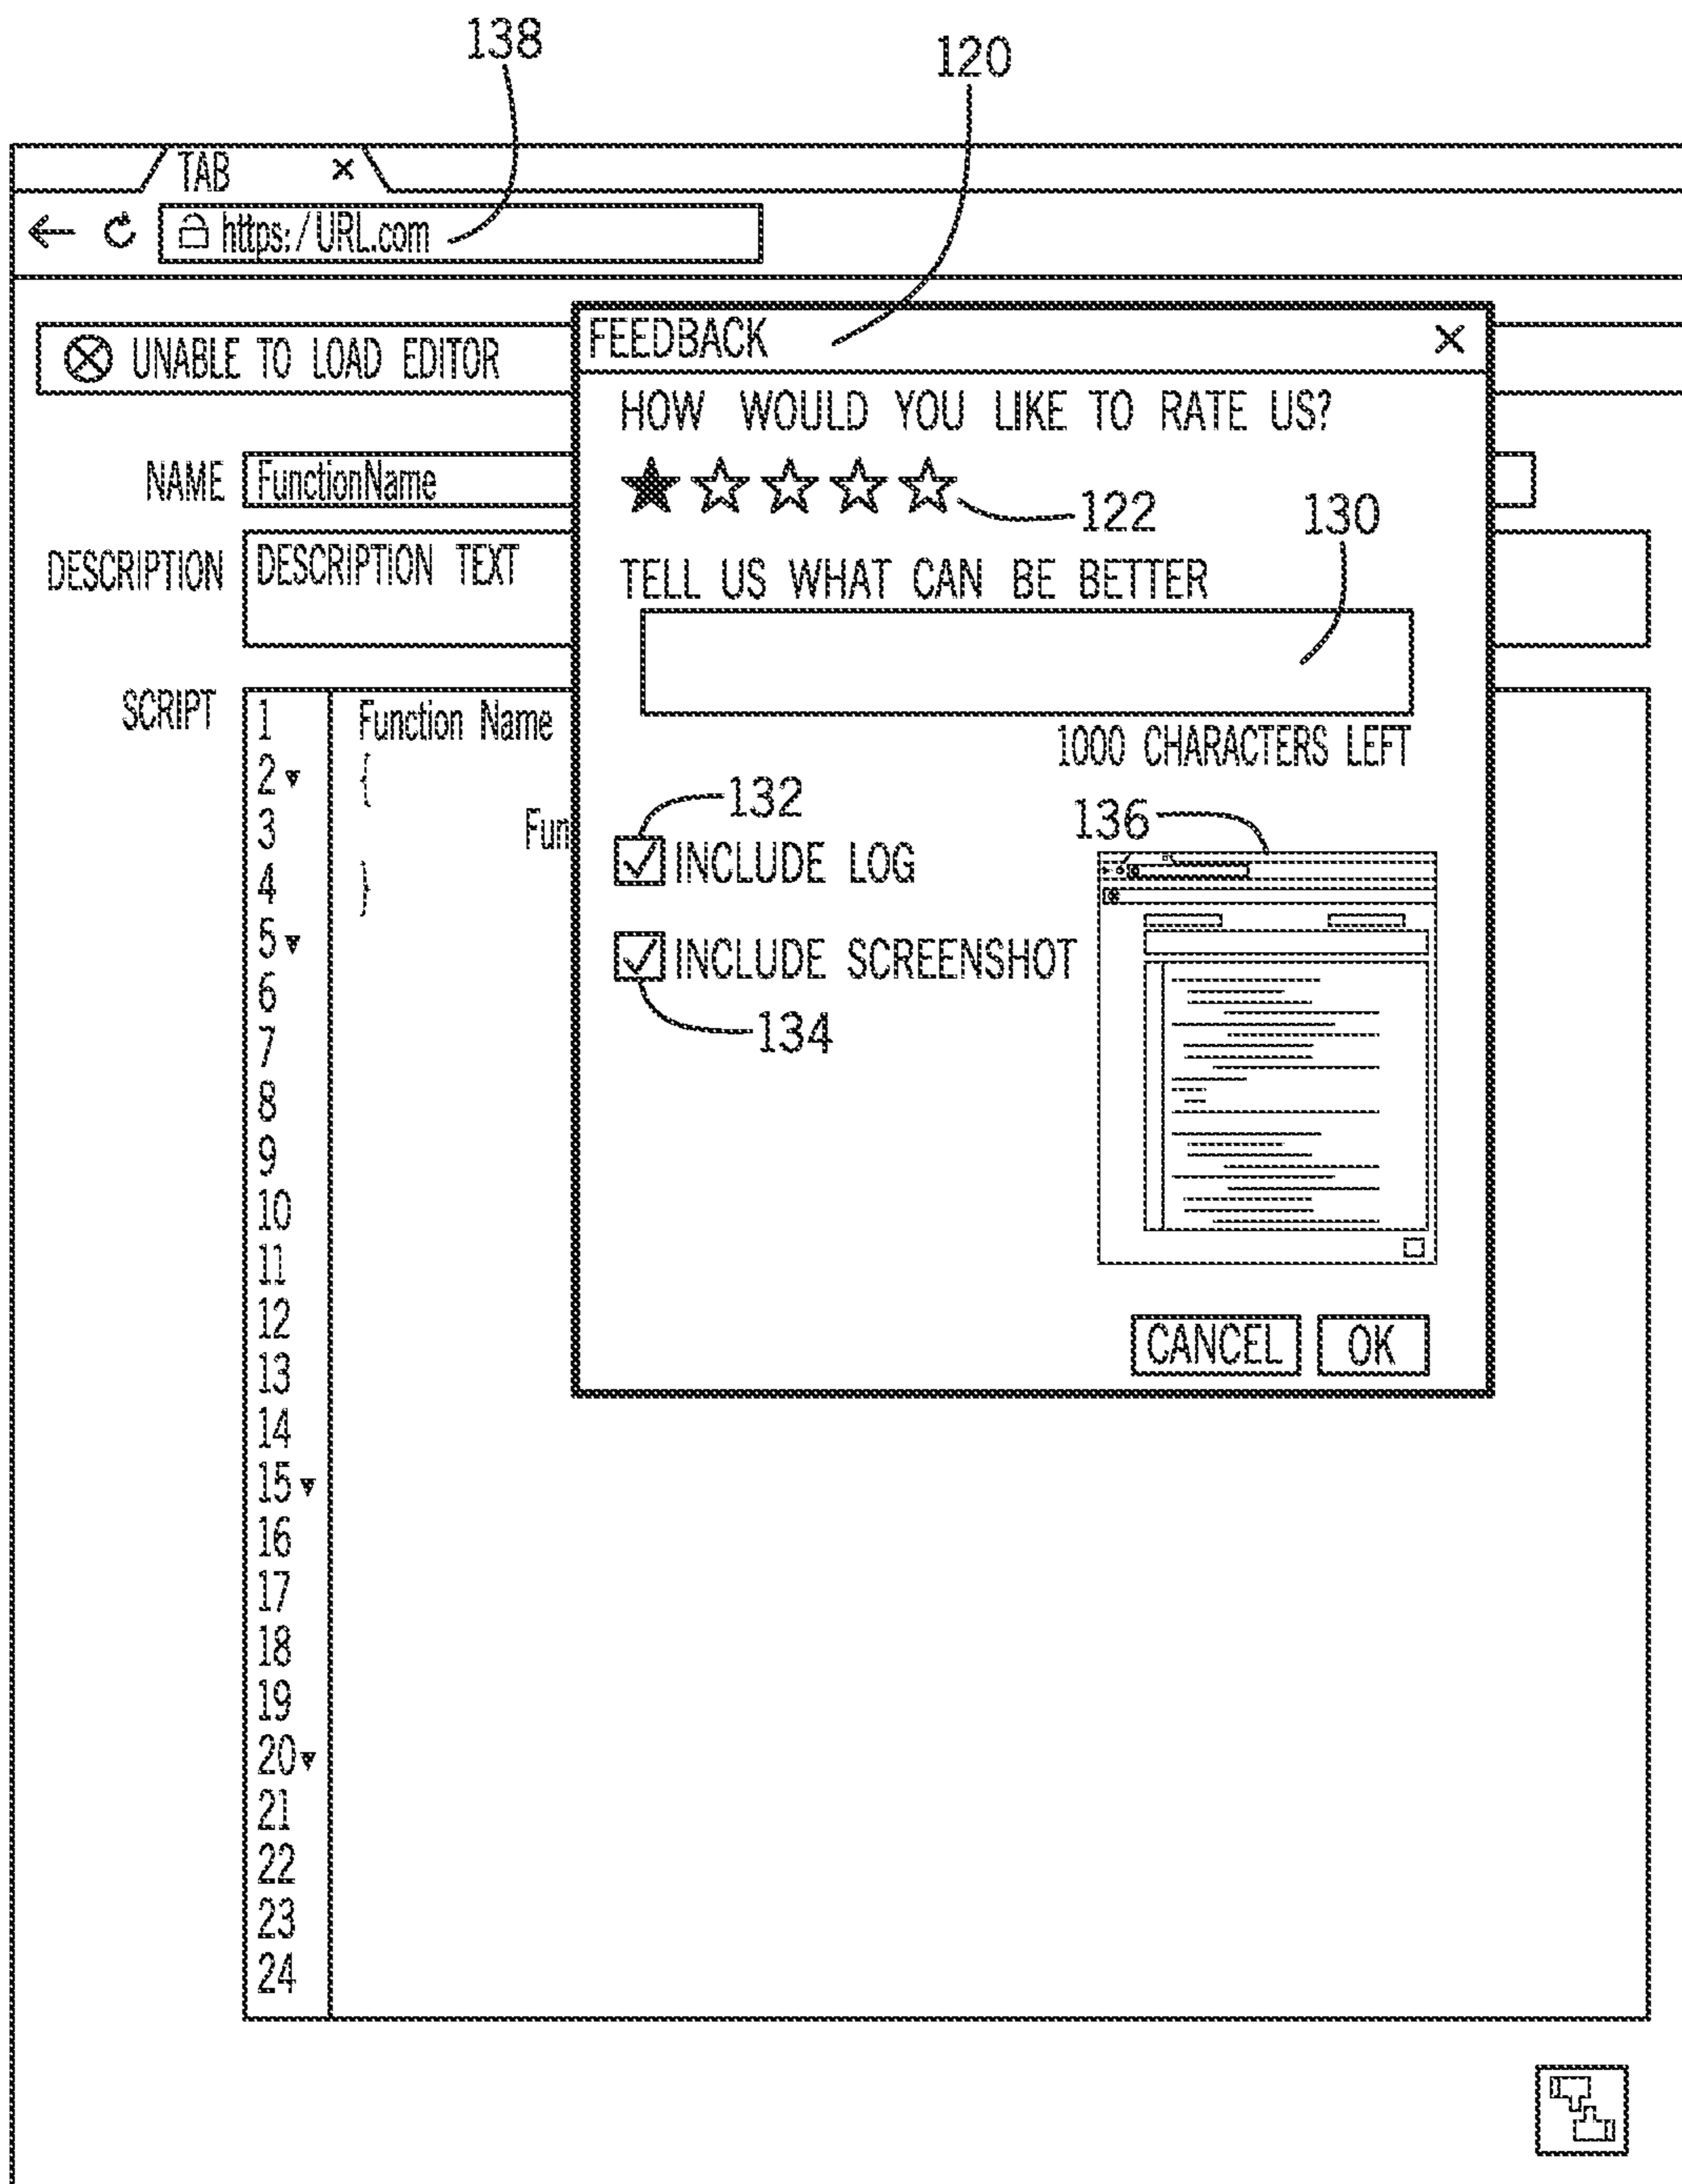 138
120
TAB ×
https:/URL.com
UNABLE TO LOAD EDITOR
FEEDBACK ×
HOW WOULD YOU LIKE TO RATE US?
NAME FunctionName
122
130
DESCRIPTION DESCRIPTION TEXT
TELL US WHAT CAN BE BETTER
1000 CHARACTERS LEFT
SCRIPT
1 Function Name
2 {
3 Fun
4 }
5
6
7
8
9
10
11
12
13
14
15
16
17
18
19
20
21
22
23
24
132
INCLUDE LOG
136
INCLUDE SCREENSHOT
134
CANCEL OK